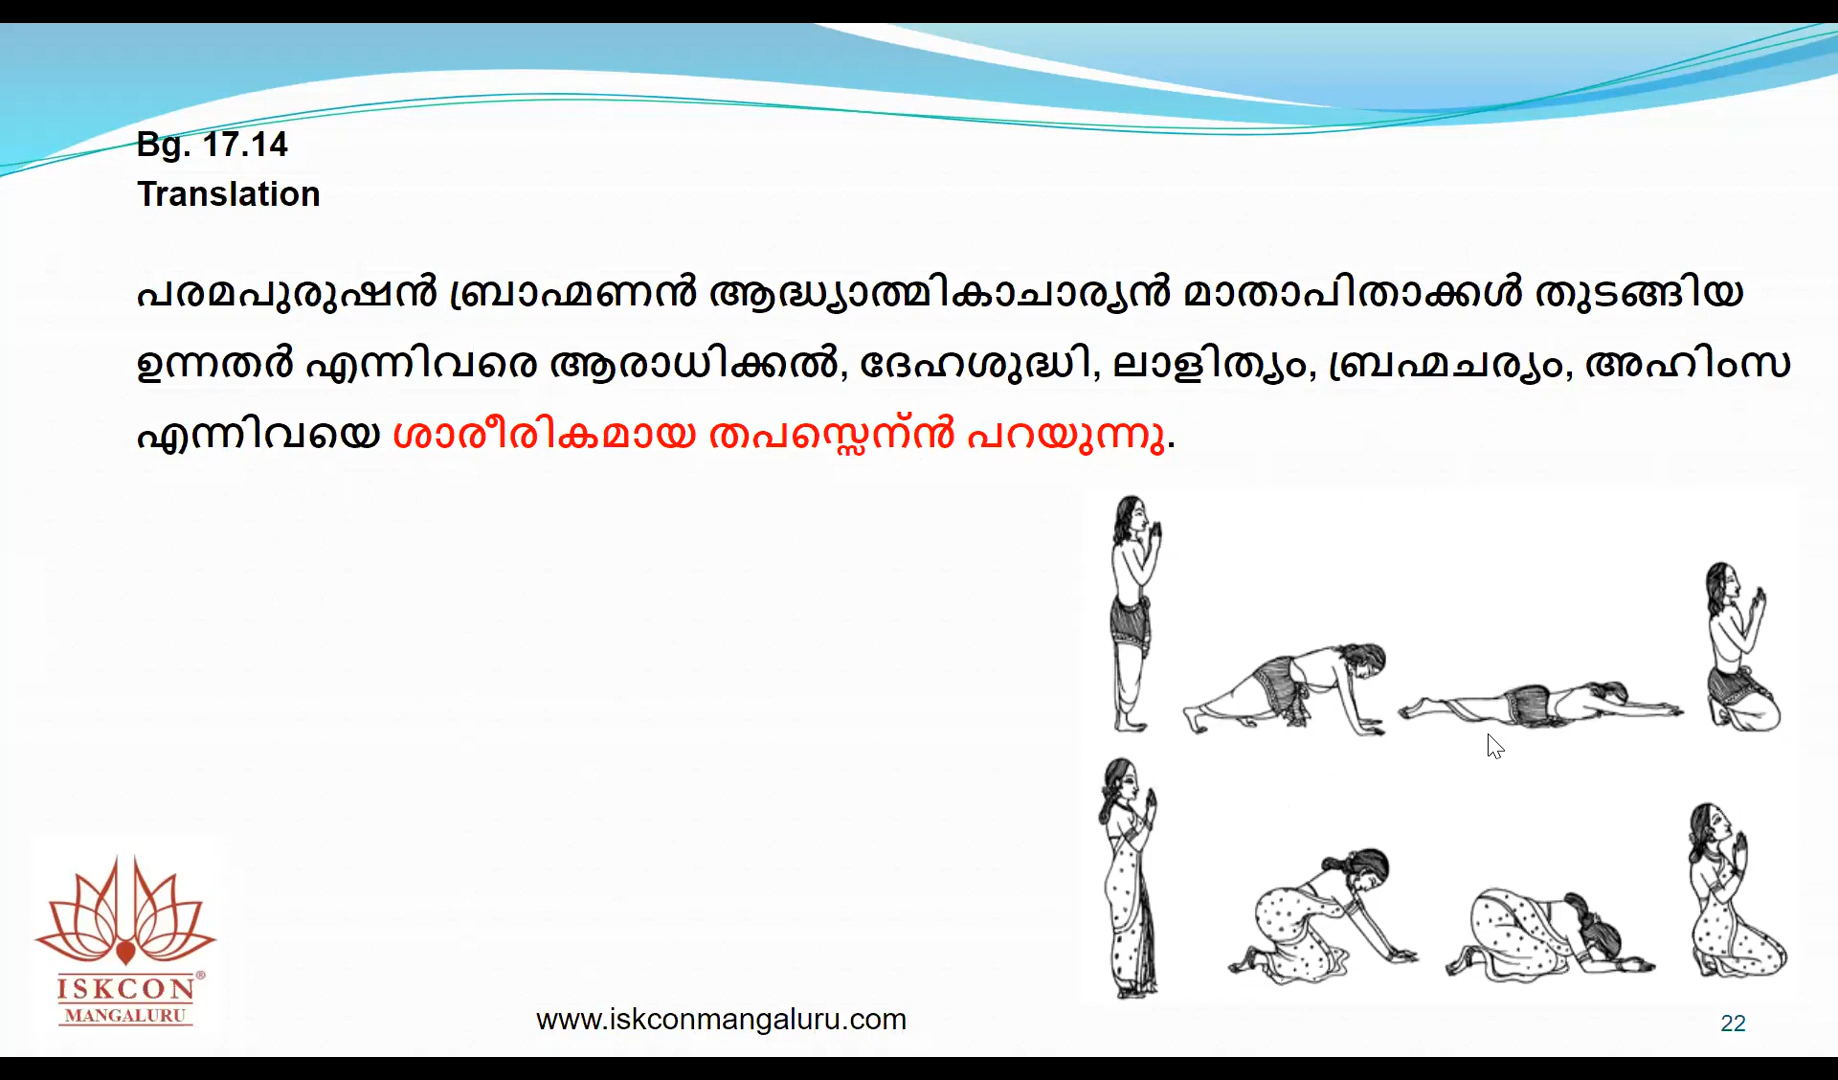 Bg. 17.14
Translation
പരമപുരുഷൻ ബ്രാഹ്മണൻ ആദ്ധ്യാത്മികാചാര്യൻ മാതാപിതാക്കൾ തുടങ്ങിയ
ഉന്നതർ എന്നിവരെ ആരാധിക്കൽ, ദേഹശുദ്ധി, ലാളിത്യം, ബ്രഹ്മചര്യം, അഹിംസ
എന്നിവയെ ശാരീരികമായ തപസ്സെന്ൻ പറയുന്നു.
ISKCON®
MANGALURU
www.iskconmangaluru.com
22